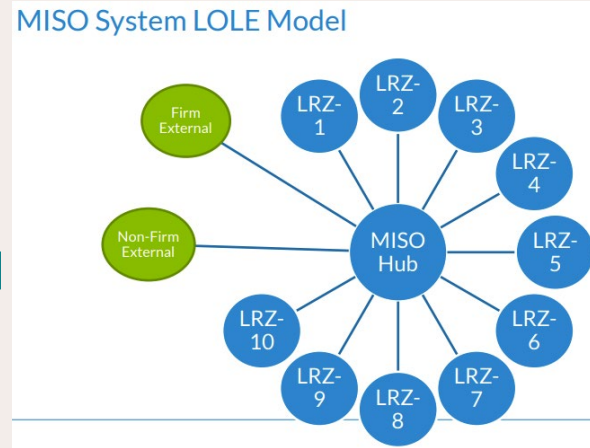 MISO System LOLE Model
Firm
External
Non-Firm
External
MISO
Hub
LRZ-
1
LRZ-
2
LRZ-
3
LRZ-
4
LRZ-
5
LRZ-
6
LRZ-
7
LRZ-
8
LRZ-
9
LRZ-
10